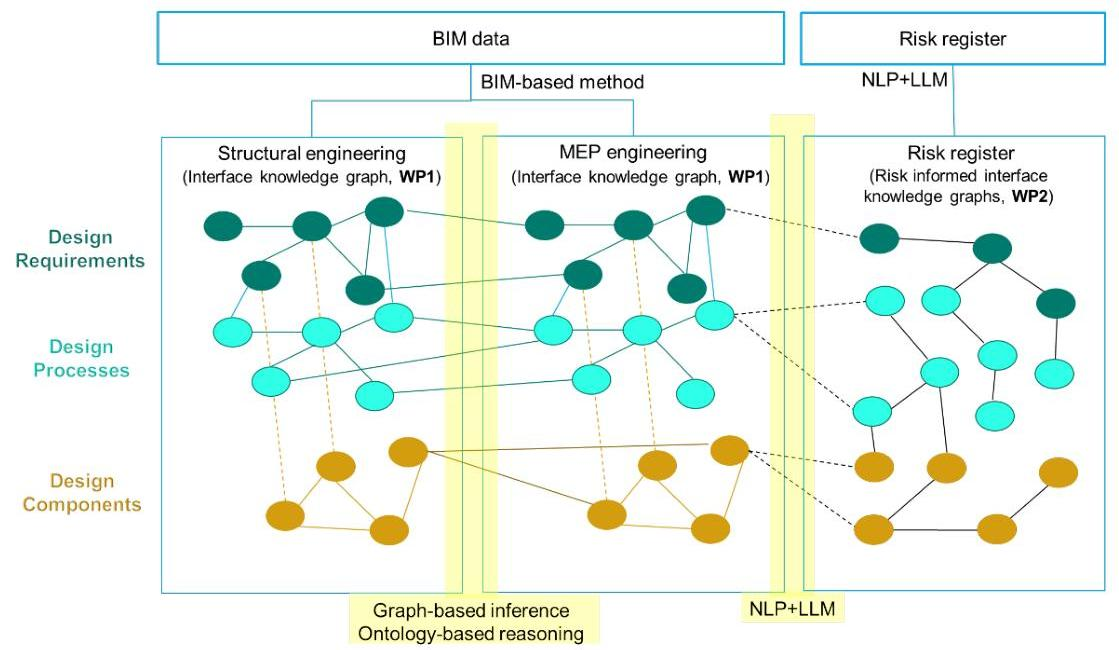 BIM data
Risk register
BIM-based method
NLP+LLM
Structural engineering
(Interface knowledge graph, WP1)
MEP engineering
(Interface knowledge graph, WP1)
Risk register
(Risk informed interface
knowledge graphs, WP2)
Design
Requirements
Design
Processes
Design
Components
Graph-based inference
Ontology-based reasoning
NLP+LLM